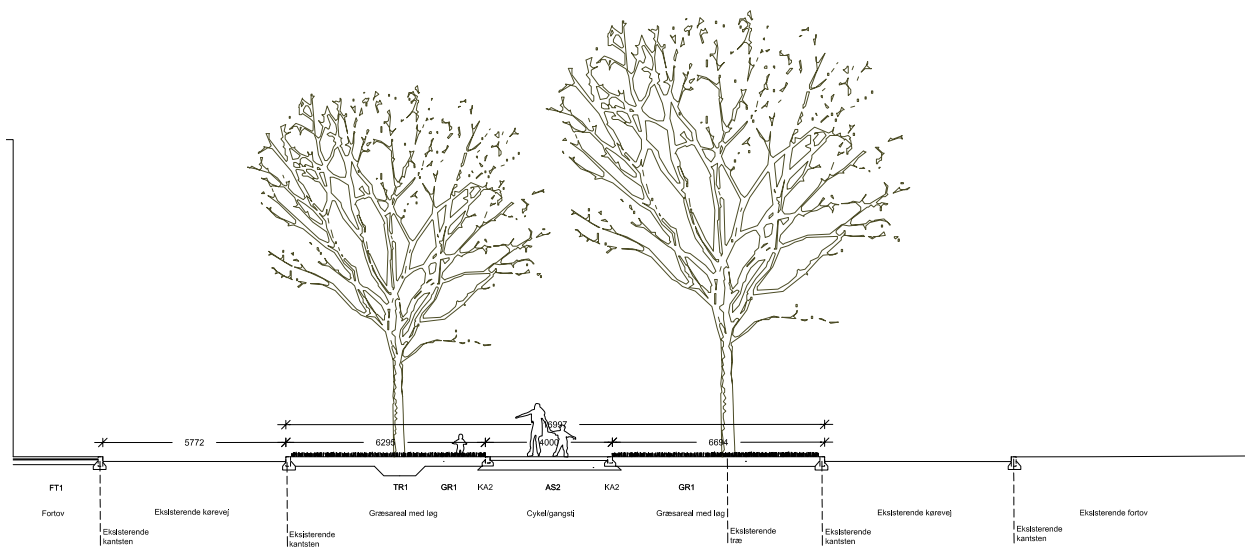 16997
5772
6295
4000
6694
FT1
TR1
GR1
KA2
AS2
KA2
GR1
Fortov
Eksisterende kørevej
Græsareal med løg
Cykel/gangsti
Græsareal med løg
Eksisterende kørevej
Eksisterende fortov
Eksisterende
kantsten
Eksisterende
kantsten
Eksisterende
træ
Eksisterende
kantsten
Eksisterende
kantsten